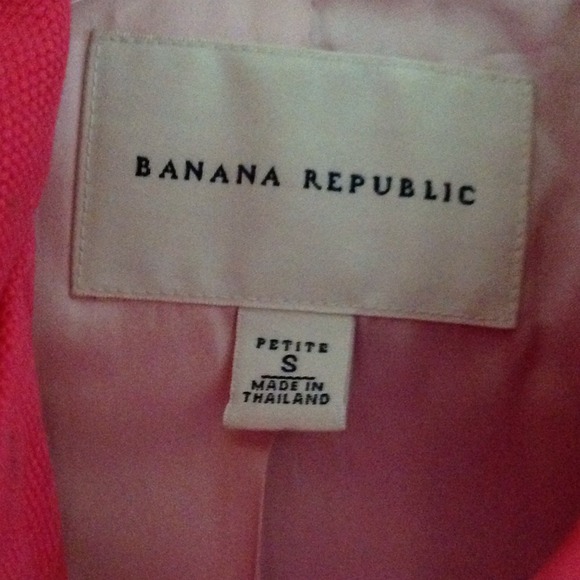 BANANA REPUBLIC
PETITE
S
MADE IN
THAILAND